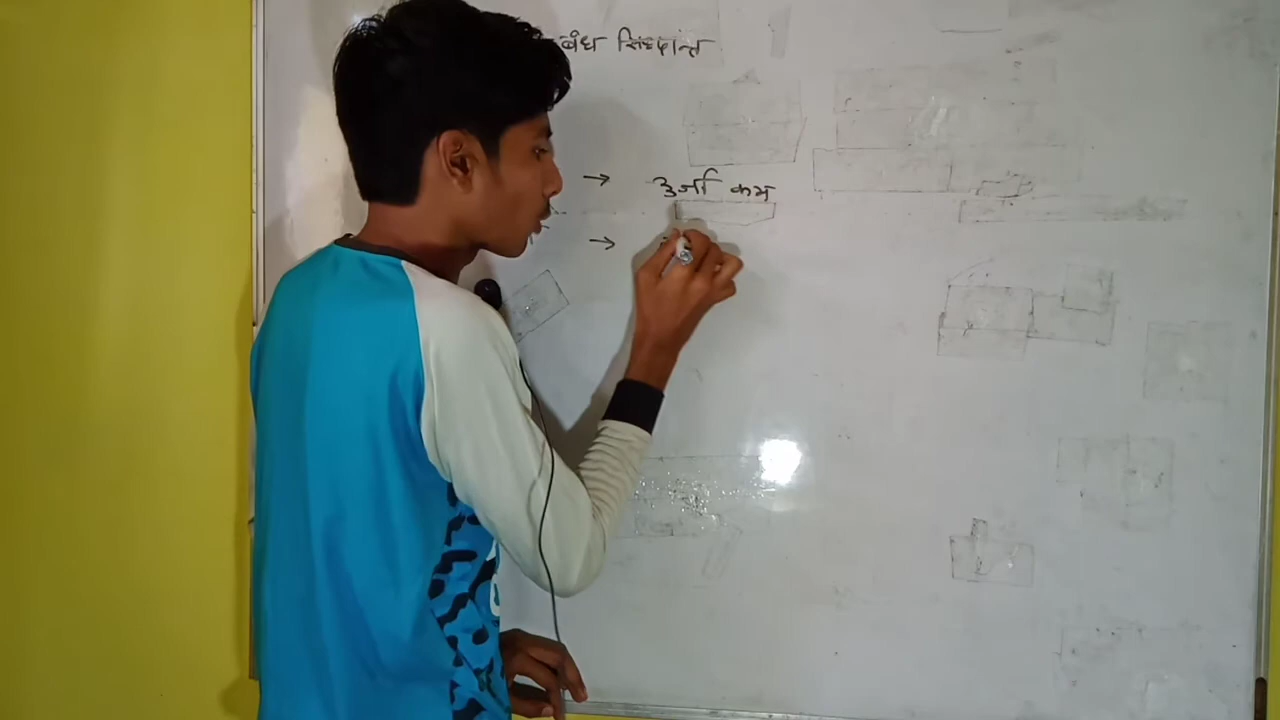 बंध सिध्दान्त
→ ऊर्जा कम
→